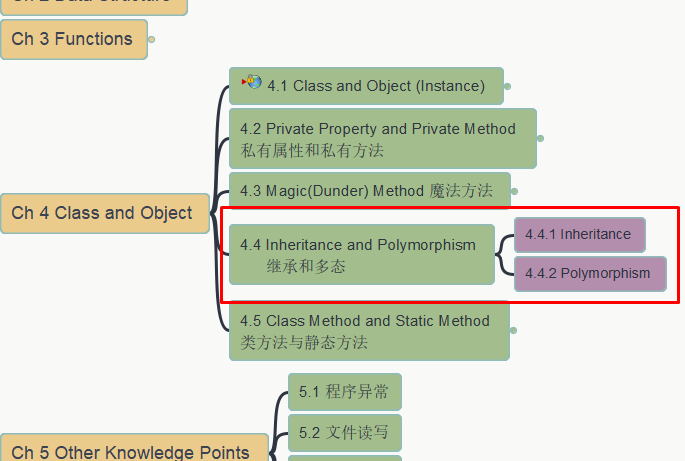 Ch 2 Data Structure
Ch 3 Functions
4.1 Class and Object (Instance)
4.2 Private Property and Private Method
私有属性和私有方法
4.3 Magic(Dunder) Method 魔法方法
Ch 4 Class and Object
4.4 Inheritance and Polymorphism
继承和多态
4.4.1 Inheritance
4.4.2 Polymorphism
4.5 Class Method and Static Method
类方法与静态方法
5.1 程序异常
5.2 文件读写
Ch 5 Other Knowledge Points